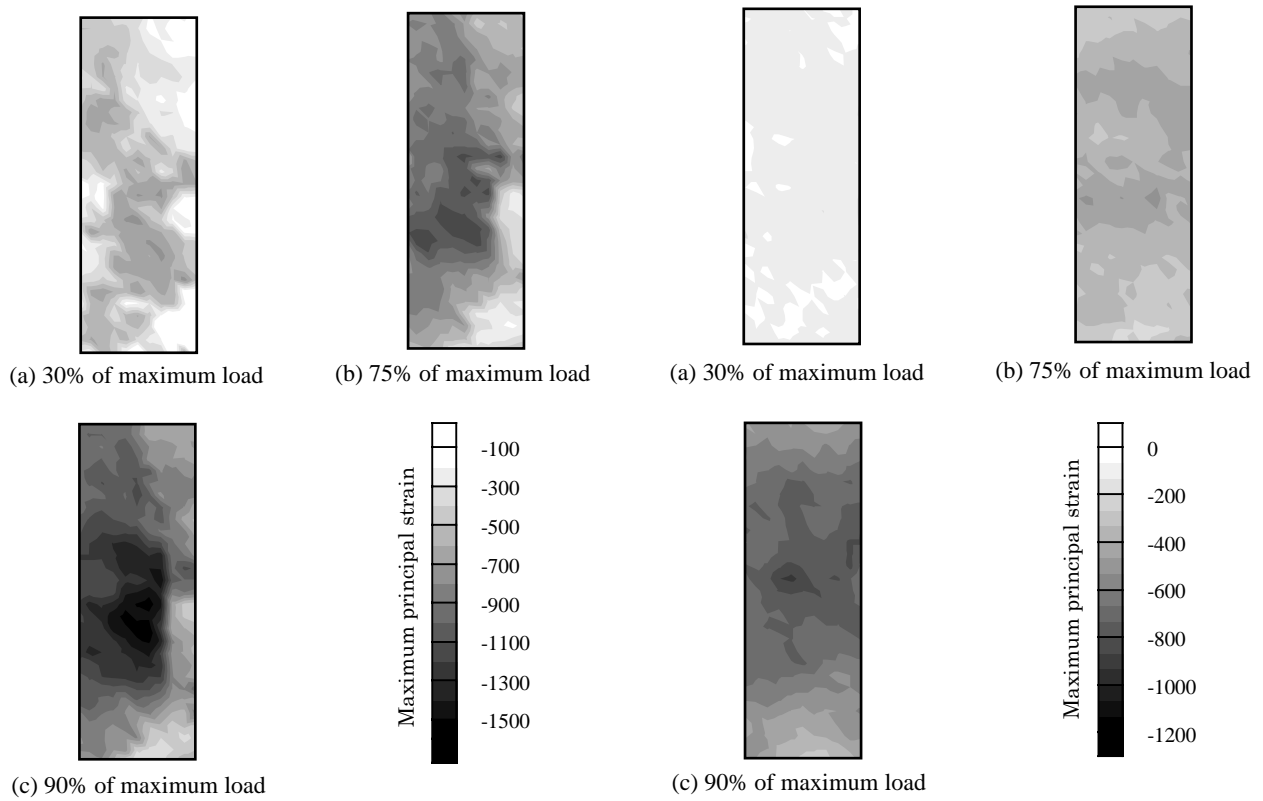 (a) 30% of maximum load
(b) 75% of maximum load
(a) 30% of maximum load
(b) 75% of maximum load
Maximum principal strain
-100
-300
-500
-700
-900
-1100
-1300
-1500
(c) 90% of maximum load
Maximum principal strain
0
-200
-400
-600
-800
-1000
-1200
(c) 90% of maximum load